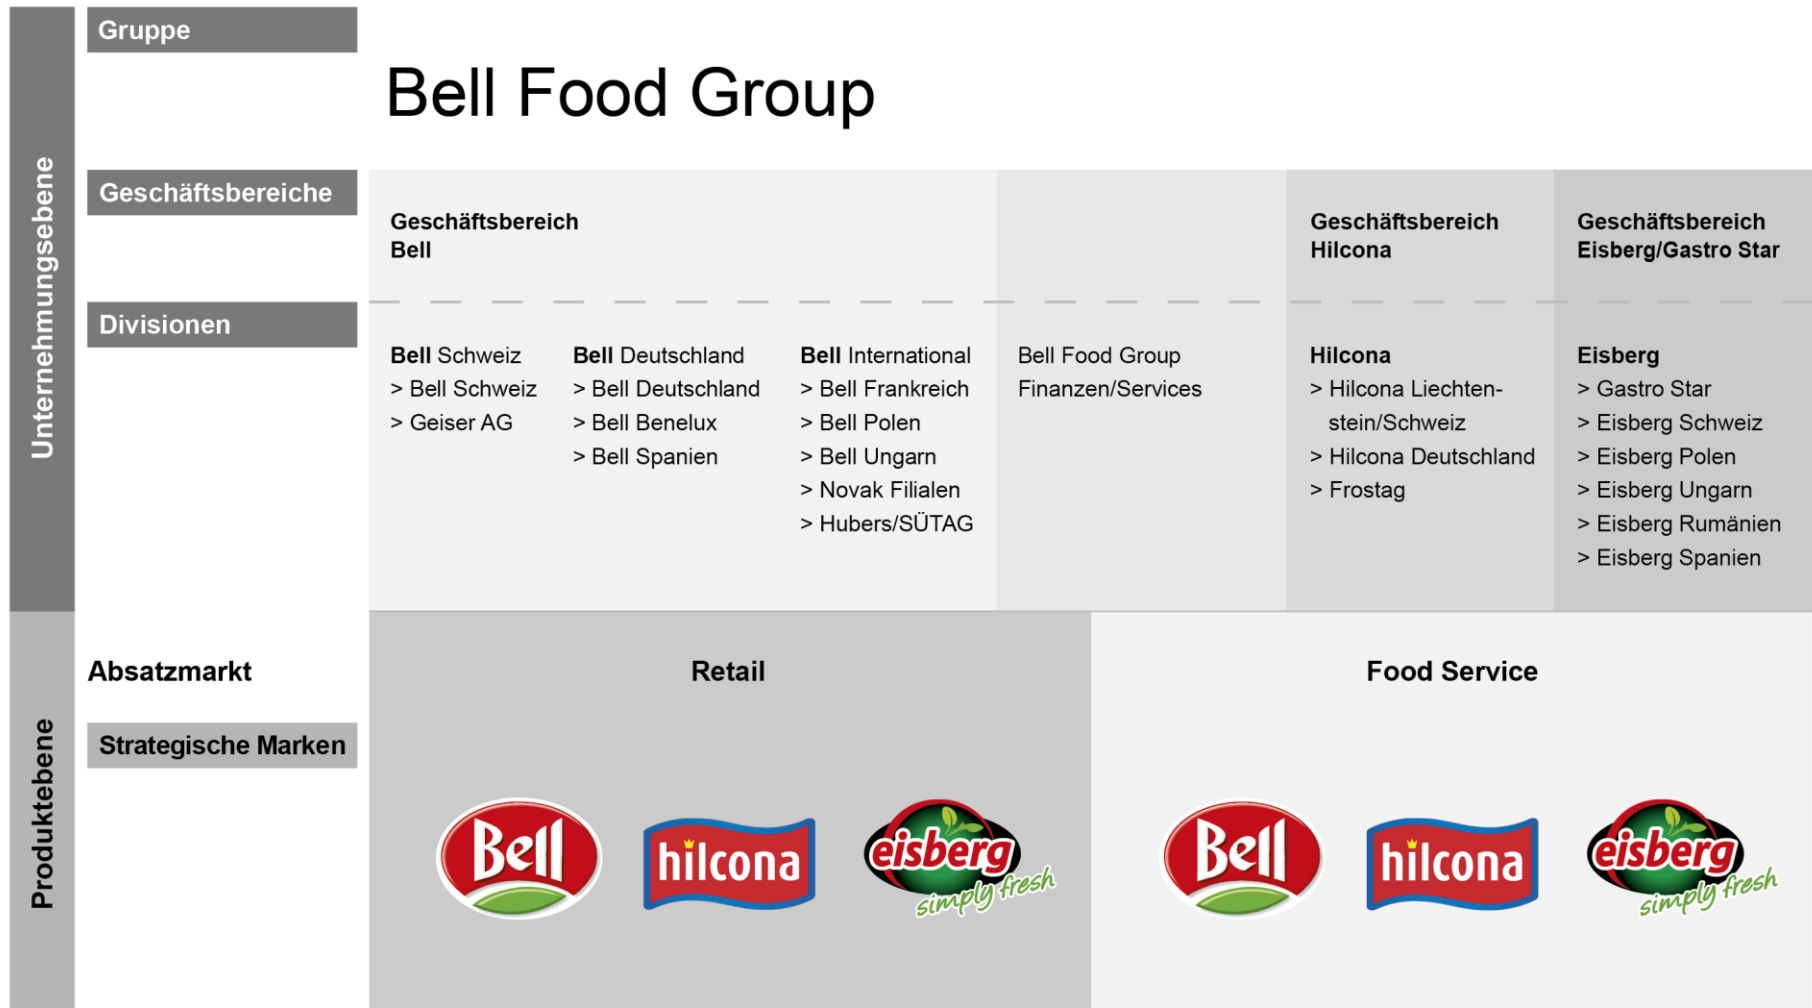 Gruppe
Bell Food Group
Unternehmungsebene
Geschäftsbereiche
Geschäftsbereich
Bell
Geschäftsbereich
Hilcona
Geschäftsbereich
Eisberg/Gastro Star
Divisionen
Bell Schweiz
> Bell Schweiz
> Geiser AG
Bell Deutschland
> Bell Deutschland
> Bell Benelux
> Bell Spanien
Bell International
> Bell Frankreich
> Bell Polen
> Bell Ungarn
> Novak Filialen
> Hubers/SÜTAG
Bell Food Group
Finanzen/Services
Hilcona
> Hilcona Liechten-
stein/Schweiz
> Hilcona Deutschland
> Frostag
Eisberg
> Gastro Star
> Eisberg Schweiz
> Eisberg Polen
> Eisberg Ungarn
> Eisberg Rumänien
> Eisberg Spanien
Produktebene
Absatzmarkt
Retail
Food Service
Strategische Marken
Bell
hilcona
eisberg
simply fresh
Bell
hilcona
eisberg
simply fresh